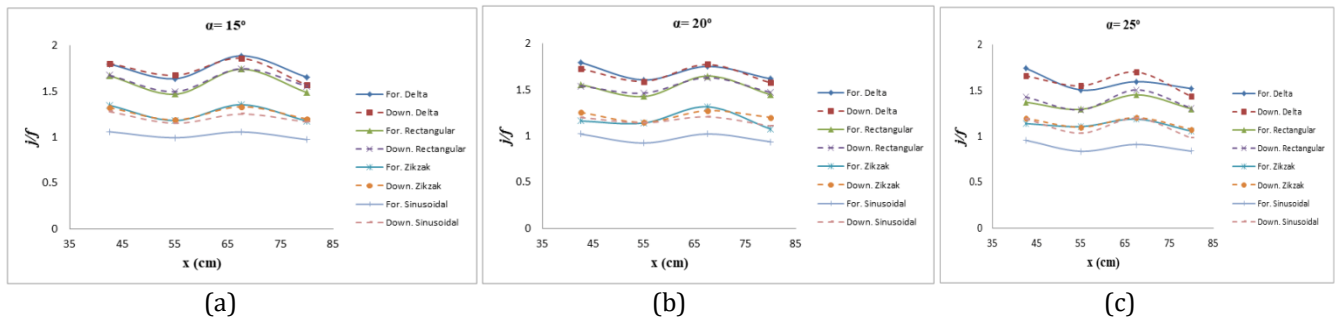 α= 15°
j/f
2
1.5
1
0.5
0
35 45 55 65 75 85
x (cm)
For. Delta
Down. Delta
For. Rectangular
Down. Rectangular
For. Zikzak
Down. Zikzak
For. Sinusoidal
Down. Sinusoidal
(a)
α= 20°
j/f
2
1.5
1
0.5
0
35 45 55 65 75 85
x (cm)
For. Delta
Down. Delta
For. Rectangular
Down. Rectangular
For. Zikzak
Down. Zikzak
For. Sinusoidal
Down. Sinusoidal
(b)
α= 25°
j/f
2
1.5
1
0.5
0
35 45 55 65 75 85
x (cm)
For. Delta
Down. Delta
For. Rectangular
Down. Rectangular
For. Zikzak
Down. Zikzak
For. Sinusoidal
Down. Sinusoidal
(c)